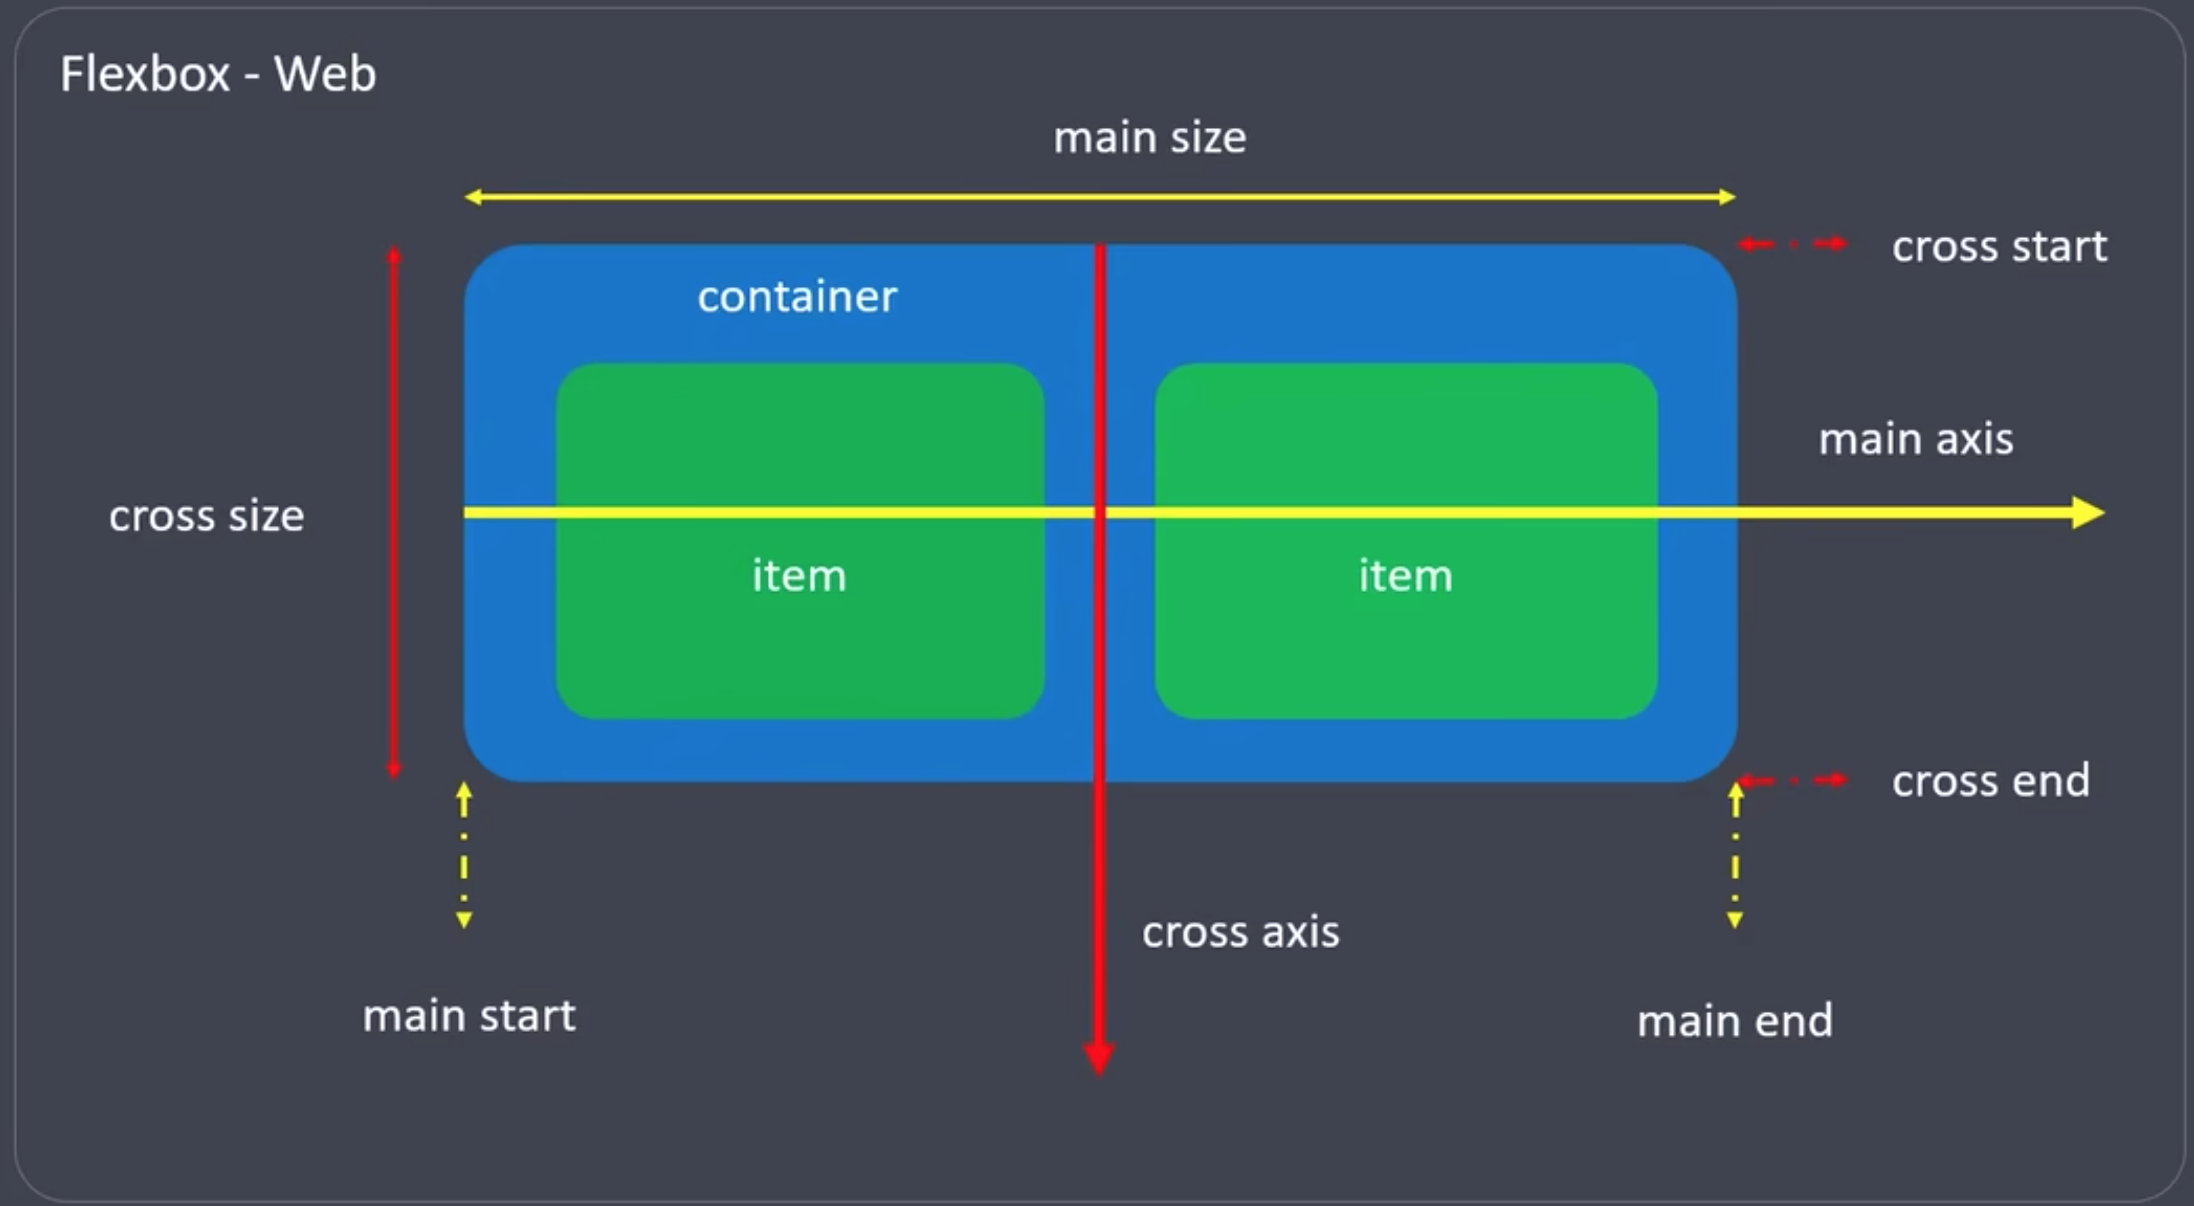 Flexbox - Web
main size
cross start
container
main axis
cross size
item
item
cross end
cross axis
main start
main end